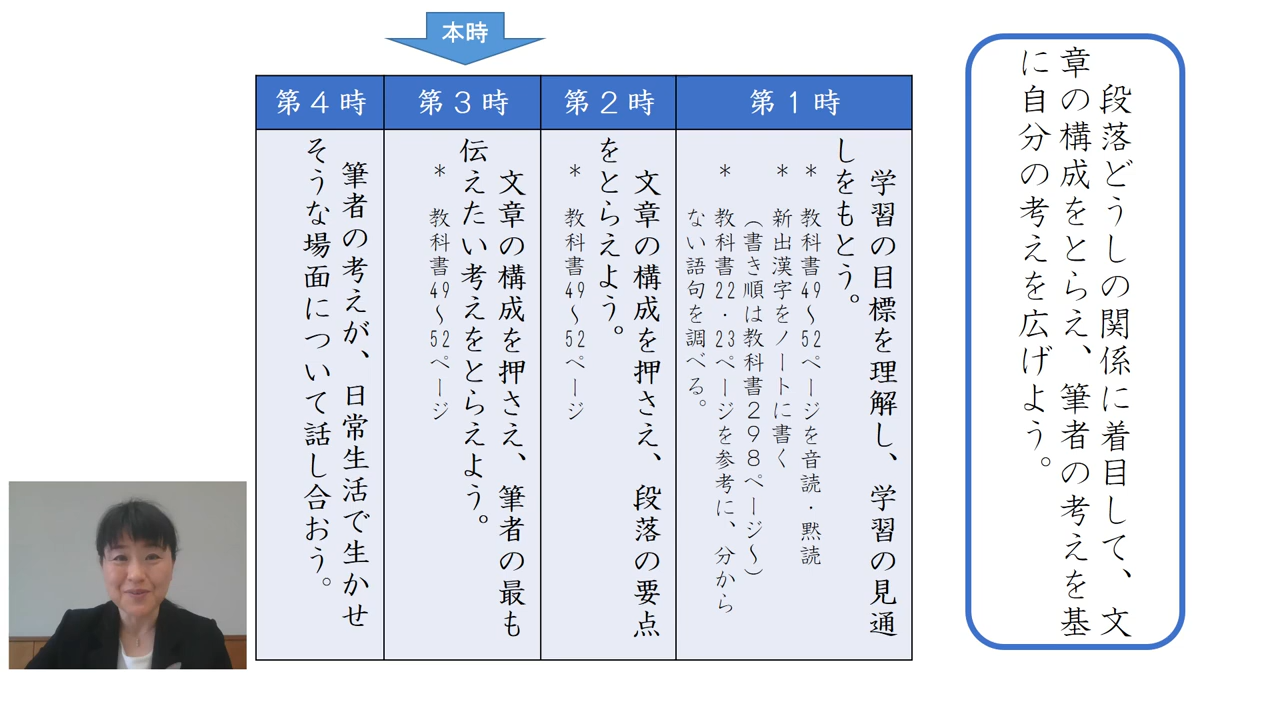 段落どうしの関係に着目して、文
章の構成をとらえ、筆者の考えを基
に自分の考えを広げよう。
本時
第1時
学習の目標を理解し、学習の見通
しをもとう。
* 教科書49～52ページを音読・黙読
* 新出漢字をノートに書く
（書き順は教科書298ページ～）
* 教科書22・23ページを参考に、分から
ない語句を調べる。
第2時
文章の構成を押さえ、段落の要点
をとらえよう。
* 教科書49～52ページ
第3時
文章の構成を押さえ、筆者の最も
伝えたい考えをとらえよう。
* 教科書49～52ページ
第4時
筆者の考えが、日常生活で生かせ
そうな場面について話し合おう。